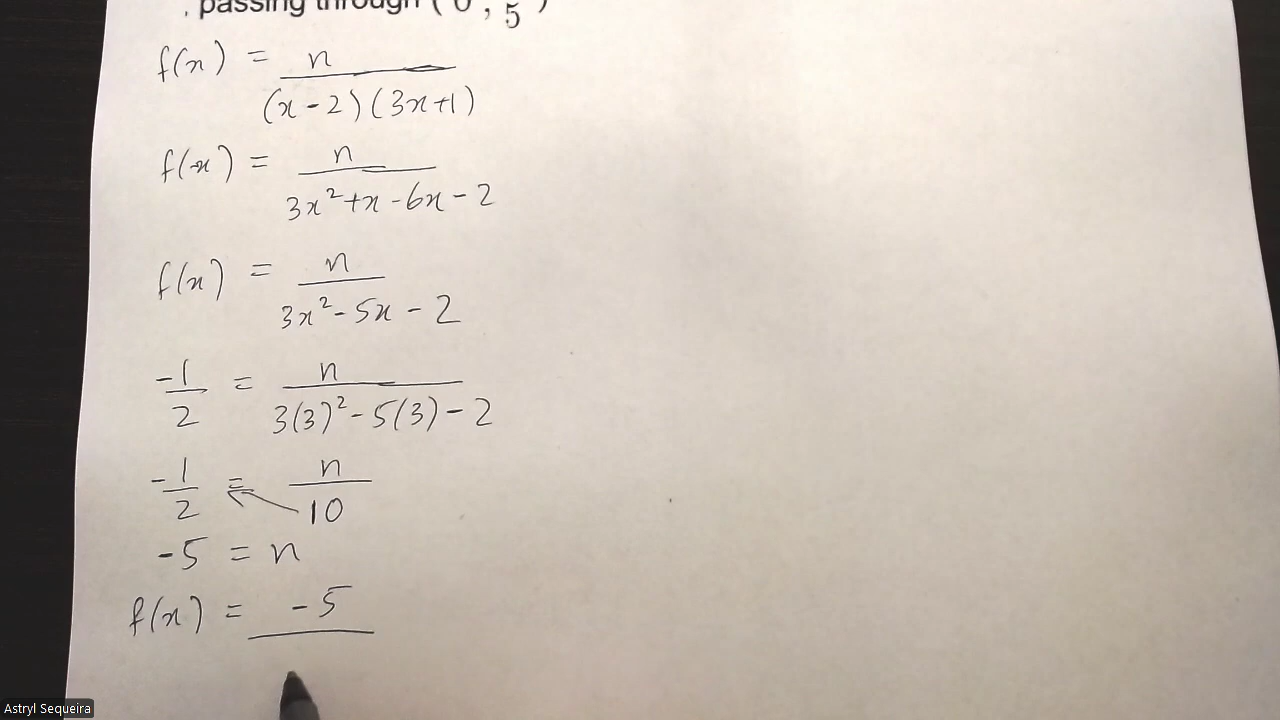 , passing through (
f(x) = n / (x-2)(3x+1)
f(x) = n / 3x²+x-6x-2
f(x) = n / 3x²-5x-2
-1/2 = n / 3(3)²-5(3)-2
-1/2 = n/10
-5 = n
f(x) = -5
Astryl Sequeira